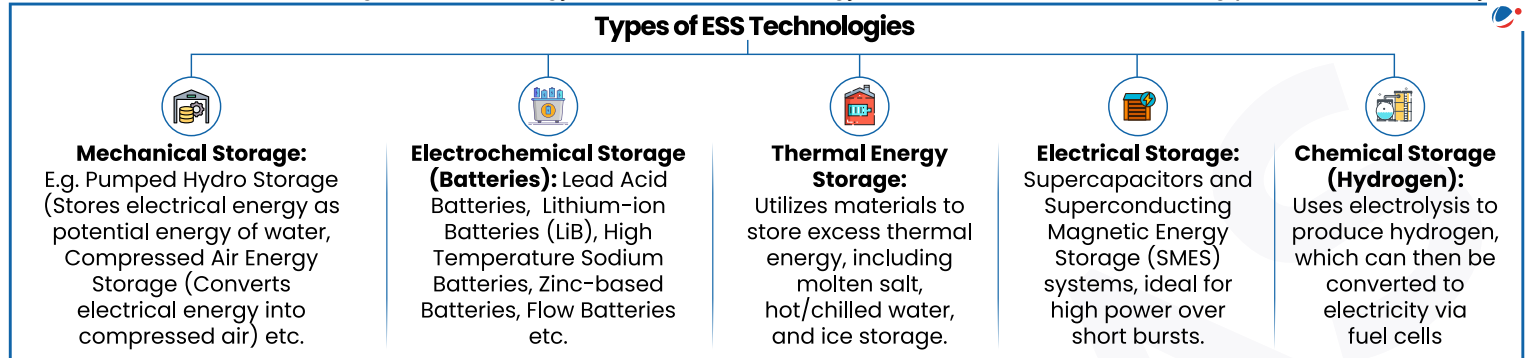 Types of ESS Technologies
Mechanical Storage:
E.g. Pumped Hydro Storage
(Stores electrical energy as
potential energy of water,
Compressed Air Energy
Storage (Converts
electrical energy into
compressed air) etc.
Electrochemical Storage
(Batteries): Lead Acid
Batteries, Lithium-ion
Batteries (LiB), High
Temperature Sodium
Batteries, Zinc-based
Batteries, Flow Batteries
etc.
Thermal Energy
Storage:
Utilizes materials to
store excess thermal
energy, including
molten salt,
hot/chilled water,
and ice storage.
Electrical Storage:
Supercapacitors and
Superconducting
Magnetic Energy
Storage (SMES)
systems, ideal for
high power over
short bursts.
Chemical Storage
(Hydrogen):
Uses electrolysis to
produce hydrogen,
which can then be
converted to
electricity via
fuel cells